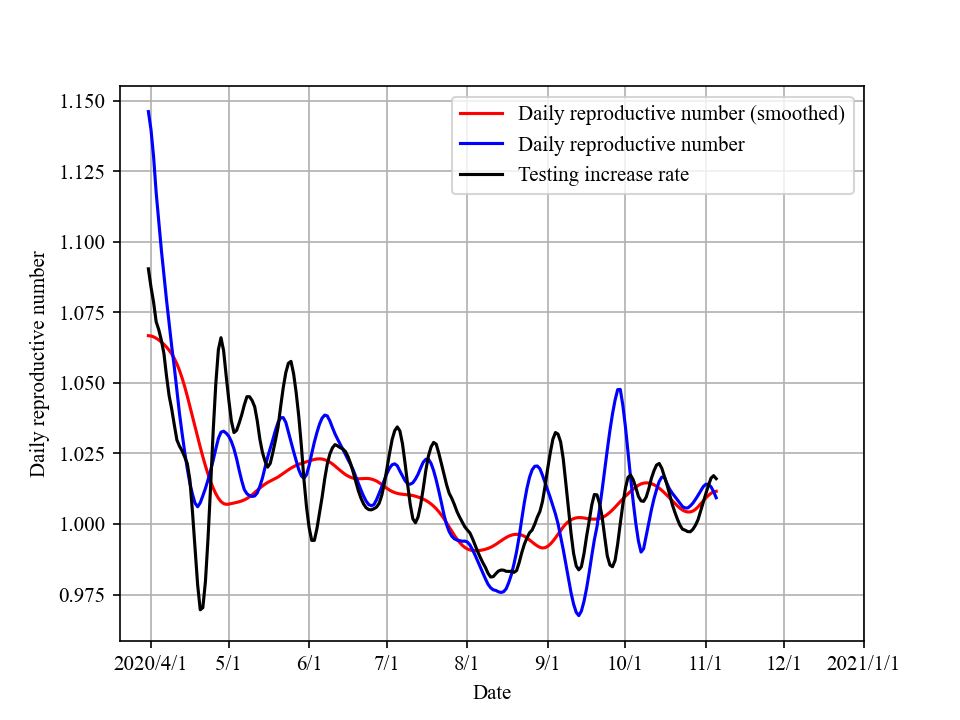 Daily reproductive number (smoothed)
Daily reproductive number
Testing increase rate
Daily reproductive number
1.150
1.125
1.100
1.075
1.050
1.025
1.000
0.975
2020/4/1 5/1 6/1 7/1 8/1 9/1 10/1 11/1 12/1 2021/1/1
Date